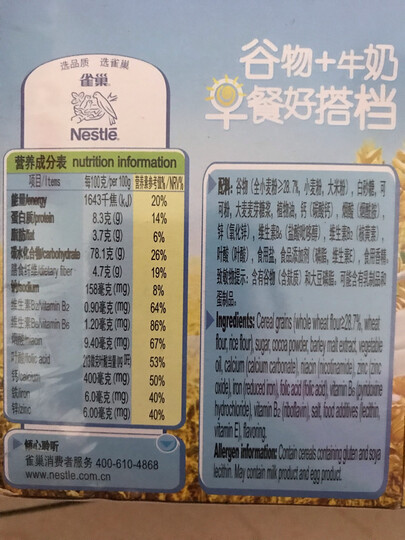 选品质 选雀巢
雀巢
Nestlé
谷物+牛奶
早餐好搭档
营养成分表 nutrition information
项目/Items 每100克/per 100g 营养素参考值%/NRV%
能量/energy 1643千焦(kJ) 20%
蛋白质/protein 8.3克(g) 14%
脂肪/fat 3.7克(g) 6%
碳水化合物/carbohydrate 78.1克(g) 26%
膳食纤维/dietary fiber 4.7克(g) 19%
钠/sodium 158毫克(mg) 8%
维生素B₂/Vitamin B2 0.90毫克(mg) 64%
维生素B₆/Vitamin B6 1.20毫克(mg) 86%
9.40毫克(mg) 67%
叶酸/folic acid 53%
钙/calcium 400毫克(mg) 50%
铁/iron 6.0毫克(mg) 40%
锌/zinc 6.00毫克(mg) 40%
倾心聆听
雀巢消费者服务 400-610-4868
www.nestle.com.cn
配料：谷物（全小麦粉≥28.7%，小麦粉，大米粉），白砂糖，可
可粉，大麦麦芽糖浆，植物油，钙（碳酸钙），烟酸（烟酰胺），
锌（氧化锌），维生素B₆（盐酸吡哆醇），维生素B₂（核黄素），
叶酸（叶酸），食用盐，食品添加剂（磷脂，维生素E），食用香精。
致敏物提示：含有谷物（含麸质）和大豆磷脂，可能含有乳制品和
蛋制品。
Ingredients: Cereal grains (whole wheat flour≥28.7%, wheat
flour, rice flour), sugar, cocoa powder, barley malt extract, vegetable
oil, calcium (calcium carbonate), niacin (nicotinamide), zinc (zinc
oxide), iron (reduced iron), folic acid (folic acid), vitamin B₆ (pyridoxine
hydrochloride), vitamin B₂ (riboflavin), salt, food additives (lecithin,
vitamin E), flavoring.
Allergen information: Contain cereals containing gluten and soya
lecithin. May contain milk product and egg product.